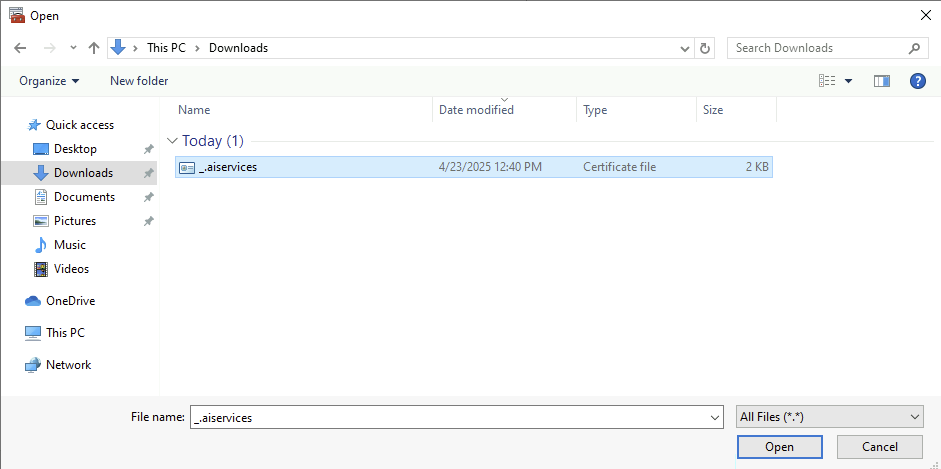 Open
This PC > Downloads
Search Downloads
Organize
New folder
?
Name
Date modified
Type
Size
Today (1)
_.aiservices
4/23/2025 12:40 PM
Certificate file
2 KB
Quick access
Desktop
Downloads
Documents
Pictures
Music
Videos
OneDrive
This PC
Network
File name:
_.aiservices
All Files (*.*)
Open
Cancel